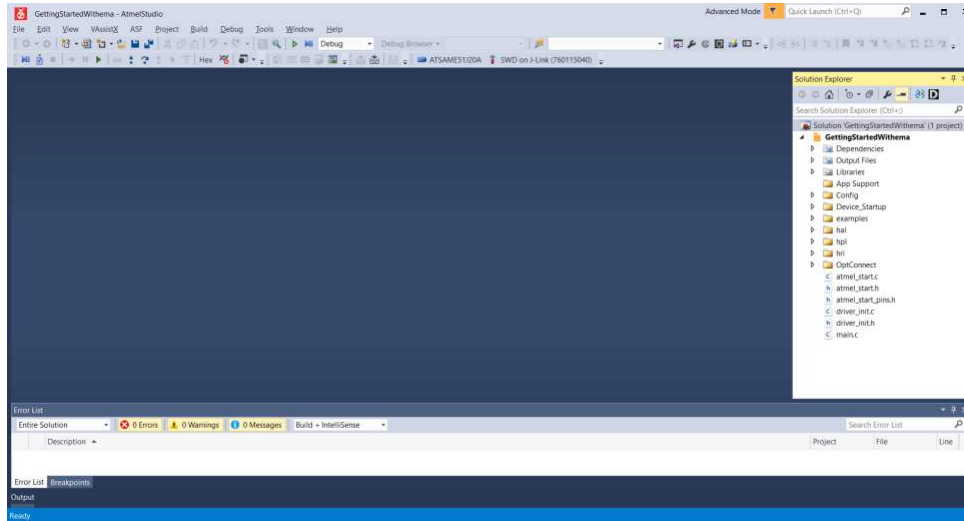 GettingStartedWithema - AtmelStudio
Advanced Mode
Quick Launch (Ctrl+Q)
File Edit View VAssistX ASF Project Build Debug Tools Window Help
Debug
Debug Browser
Hex
ATSAME51J20A
SWD on J-Link (760115040)
Solution Explorer
Search Solution Explorer (Ctrl+;)
Solution 'GettingStartedWithema' (1 project)
GettingStartedWithema
Dependencies
Output Files
Libraries
App Support
Config
Device_Startup
examples
hal
hpl
hri
OptConnect
c atmel_start.c
h atmel_start.h
h atmel_start_pins.h
c driver_init.c
h driver_init.h
c main.c
Error List
Entire Solution
0 Errors
0 Warnings
0 Messages
Build + IntelliSense
Search Error List
Description
Project
File
Line
Error List Breakpoints
Output
Ready